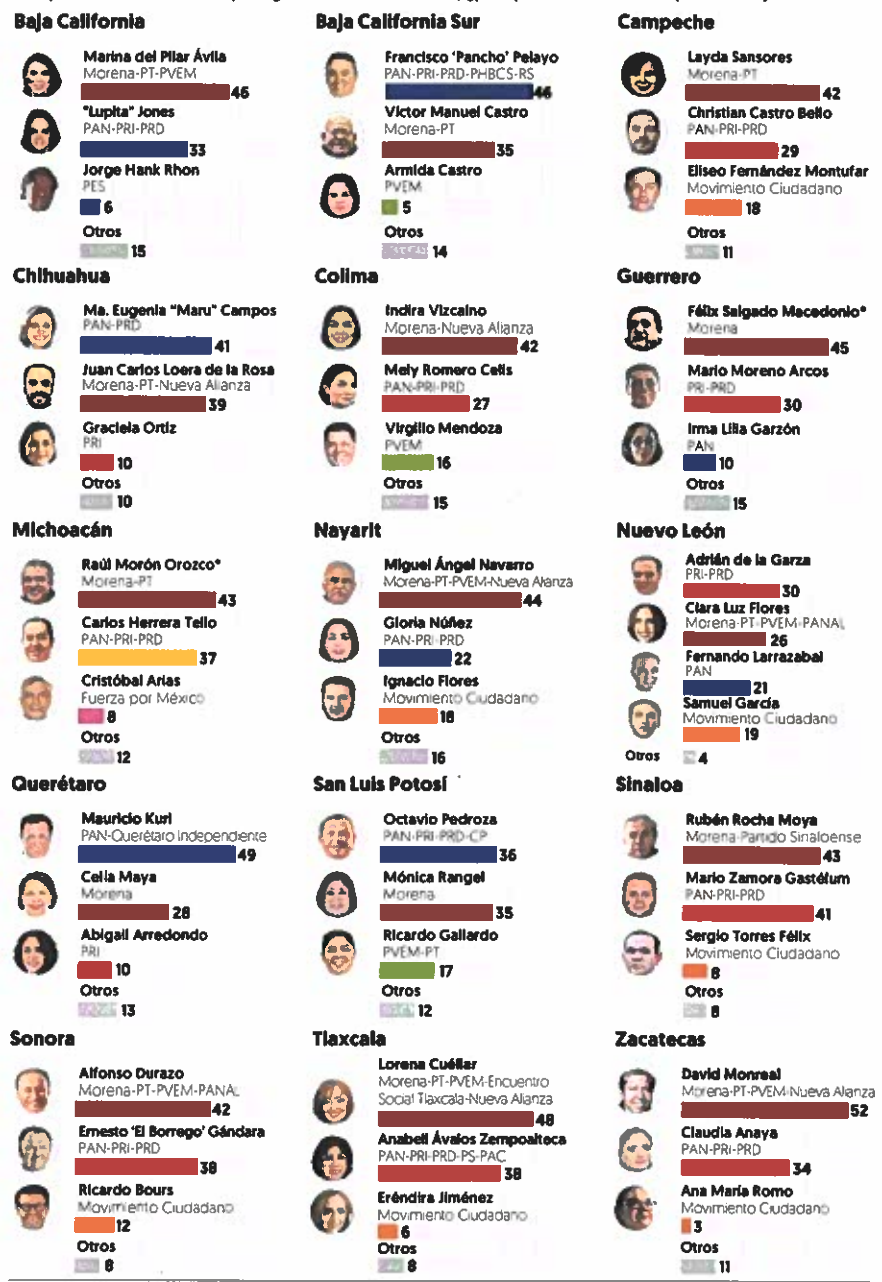 Baja California
Marina del Pilar Ávila
Morena-PT-PVEM
46
"Lupita" Jones
PAN-PRI-PRD
33
Jorge Hank Rhon
PES
6
Otros
15
Baja California Sur
Francisco 'Pancho' Pelayo
PAN-PRI-PRD-PHBCS-RS
46
Víctor Manuel Castro
Morena-PT
35
Armida Castro
PVEM
5
Otros
14
Campeche
Layda Sansores
Morena-PT
42
Christian Castro Bello
PAN-PRI-PRD
29
Eliseo Fernández Montufar
Movimiento Ciudadano
18
Otros
11
Chihuahua
Ma. Eugenia "Maru" Campos
PAN-PRD
41
Juan Carlos Loera de la Rosa
Morena-PT-Nueva Alianza
39
Graciela Ortiz
PRI
10
Otros
10
Colima
Indira Vizcaíno
Morena-Nueva Alianza
42
Mely Romero Celis
PAN-PRI-PRD
27
Virgilio Mendoza
PVEM
16
Otros
15
Guerrero
Félix Salgado Macedonio*
Morena
45
Mario Moreno Arcos
PRI-PRD
30
Irma Lilia Garzón
PAN
10
Otros
15
Michoacán
Raúl Morón Orozco*
Morena-PT
43
Carlos Herrera Tello
PAN-PRI-PRD
37
Cristóbal Arias
Fuerza por México
8
Otros
12
Nayarit
Miguel Ángel Navarro
Morena-PT-PVEM-Nueva Alianza
44
Gloria Núñez
PAN-PRI-PRD
22
Ignacio Flores
Movimiento Ciudadano
18
Otros
16
Nuevo León
Adrián de la Garza
PRI-PRD
30
Clara Luz Flores
Morena-PT-PVEM-PANAL
26
Fernando Larrazabal
PAN
21
Samuel García
Movimiento Ciudadano
19
Otros
4
Querétaro
Mauricio Kuri
PAN-Querétaro Independiente
49
Celia Maya
Morena
28
Abigail Arredondo
PRI
10
Otros
13
San Luis Potosí
Octavio Pedroza
PAN-PRI-PRD-CP
36
Mónica Rangel
Morena
35
Ricardo Gallardo
PVEM-PT
17
Otros
12
Sinaloa
Rubén Rocha Moya
Morena-Partido Sinaloense
43
Mario Zamora Gastélum
PAN-PRI-PRD
41
Sergio Torres Félix
Movimiento Ciudadano
8
Otros
8
Sonora
Alfonso Durazo
Morena-PT-PVEM-PANAL
42
Ernesto 'El Borrego' Gándara
PAN-PRI-PRD
38
Ricardo Bours
Movimiento Ciudadano
12
Otros
8
Tlaxcala
Lorena Cuéllar
Morena-PT-PVEM-Encuentro
Social Tlaxcala-Nueva Alianza
48
Anabell Ávalos Zempoalteca
PAN-PRI-PRD-PS-PAC
38
Eréndira Jiménez
Movimiento Ciudadano
6
Otros
8
Zacatecas
David Monreal
Morena-PT-PVEM-Nueva Alianza
52
Claudia Anaya
PAN-PRI-PRD
34
Ana María Romo
Movimiento Ciudadano
3
Otros
11